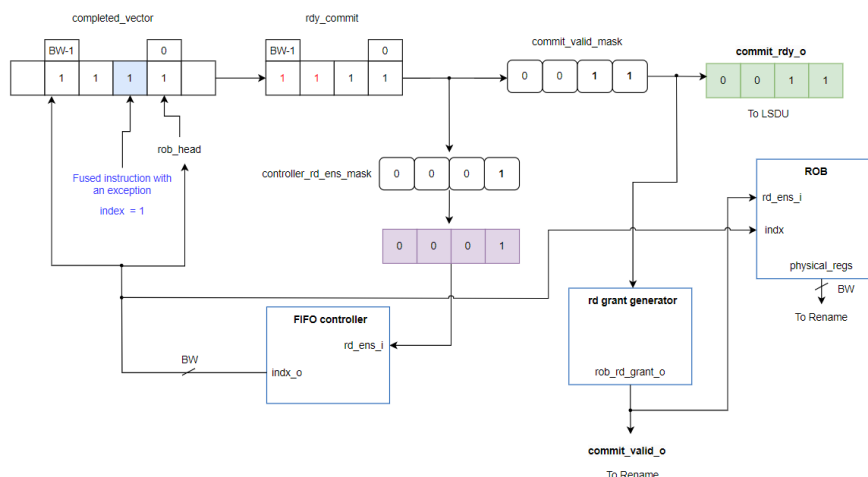 completed_vector
rdy_commit
BW-1
0
BW-1
0
commit_valid_mask
commit_rdy_o
1
1
1
1
1
1
1
1
0
0
1
1
0
0
1
1
To LSDU
rob_head
controller_rd_ens_mask
0
0
0
1
ROB
Fused instruction with
an exception
index = 1
rd_ens_i
indx
0
0
0
1
physical_regs
BW
To Rename
FIFO controller
rd grant generator
rd_ens_i
BW
indx_o
rob_rd_grant_o
commit_valid_o
To Rename